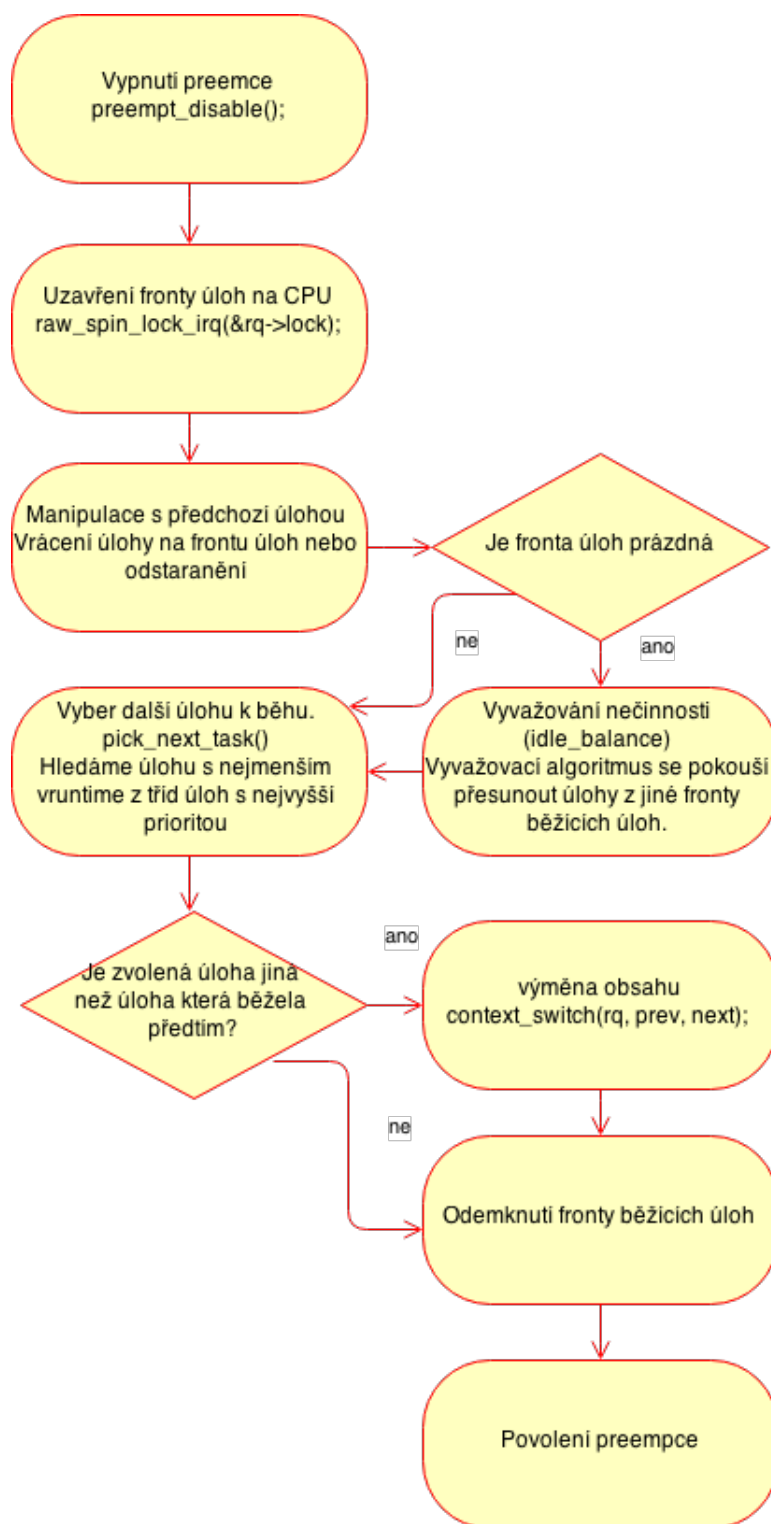 Vypnutí preemce
preempt_disable();
Uzavření fronty úloh na CPU
raw_spin_lock_irq(&rq->lock);
Manipulace s předchozí úlohou
Vrácení úlohy na frontu úloh nebo
odstaranění
Je fronta úloh prázdná
ne
ano
Vyber další úlohu k běhu.
pick_next_task()
Hledáme úlohu s nejmenším
vruntime z tříd úloh s nejvyšší
prioritou
Vyvažování nečinnosti
(idle_balance)
Vyvažovací algoritmus se pokouší
přesunout úlohy z jiné fronty
běžících úloh.
Je zvolená úloha jiná
než úloha která běžela
předtím?
ano
výměna obsahu
context_switch(rq, prev, next);
ne
Odemknutí fronty běžících úloh
Povolení preempce